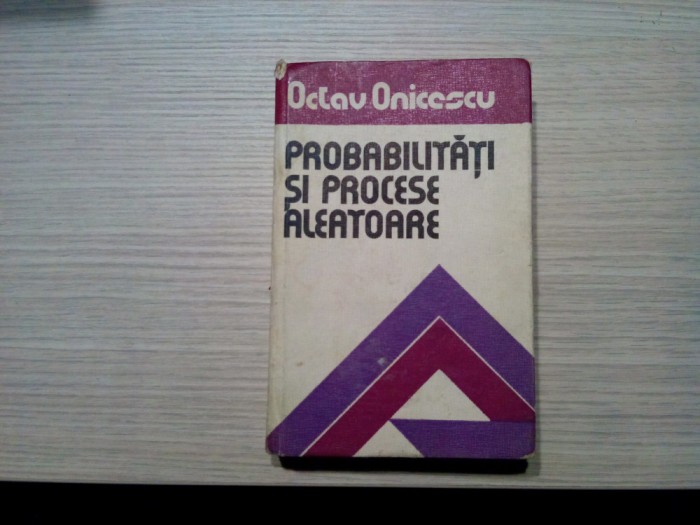 Octav Onicescu
PROBABILITĂȚI
ȘI PROCESE
ALEATOARE